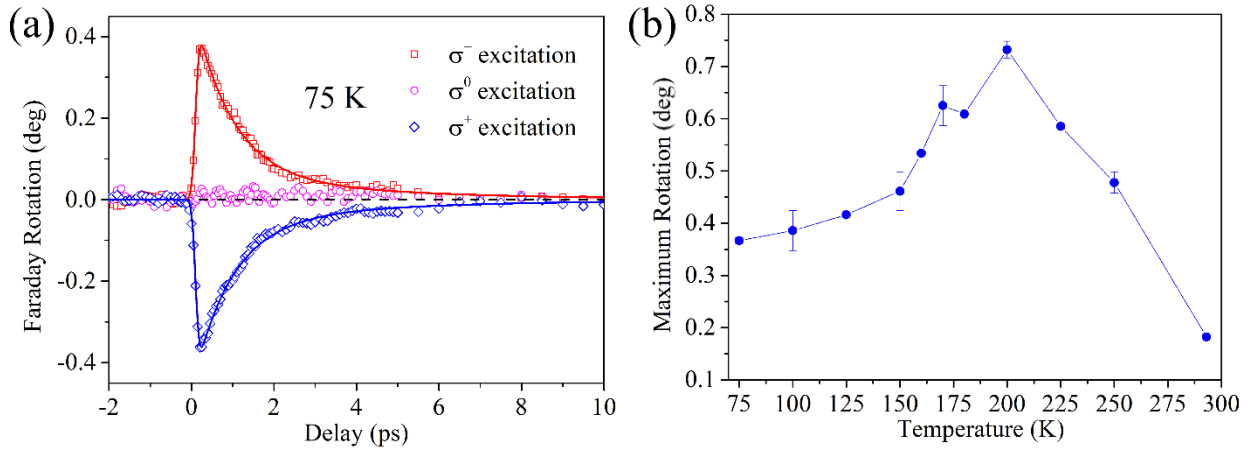 (a)
Faraday Rotation (deg)
0.4
0.2
0.0
-0.2
-0.4
75 K
σ⁻ excitation
σ⁰ excitation
σ⁺ excitation
-2 0 2 4 6 8 10
Delay (ps)
(b)
Maximum Rotation (deg)
0.8
0.7
0.6
0.5
0.4
0.3
0.2
0.1
75 100 125 150 175 200 225 250 275 300
Temperature (K)